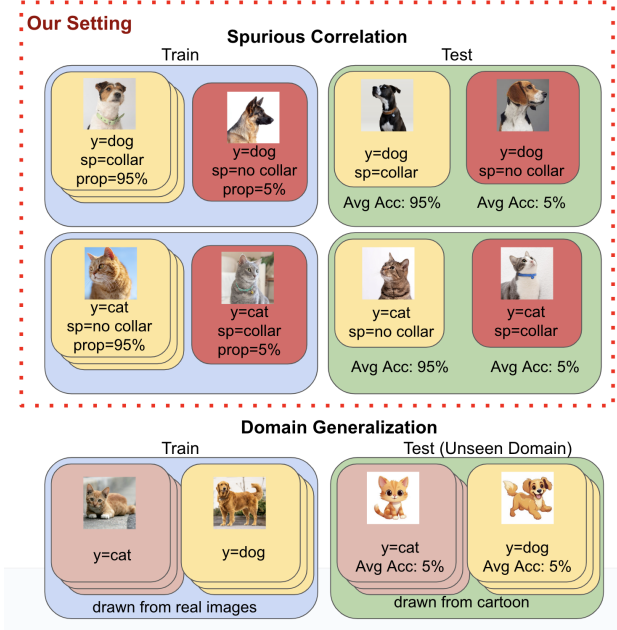 Our Setting
Spurious Correlation
Train
Test
y=dog
sp=collar
prop=95%
y=dog
sp=no collar
prop=5%
y=dog
sp=collar
Avg Acc: 95%
y=dog
sp=no collar
Avg Acc: 5%
y=cat
sp=no collar
prop=95%
y=cat
sp=collar
prop=5%
y=cat
sp=no collar
Avg Acc: 95%
y=cat
sp=collar
Avg Acc: 5%
Domain Generalization
Train
Test (Unseen Domain)
y=cat
y=dog
drawn from real images
y=cat
Avg Acc: 5%
y=dog
Avg Acc: 5%
drawn from cartoon